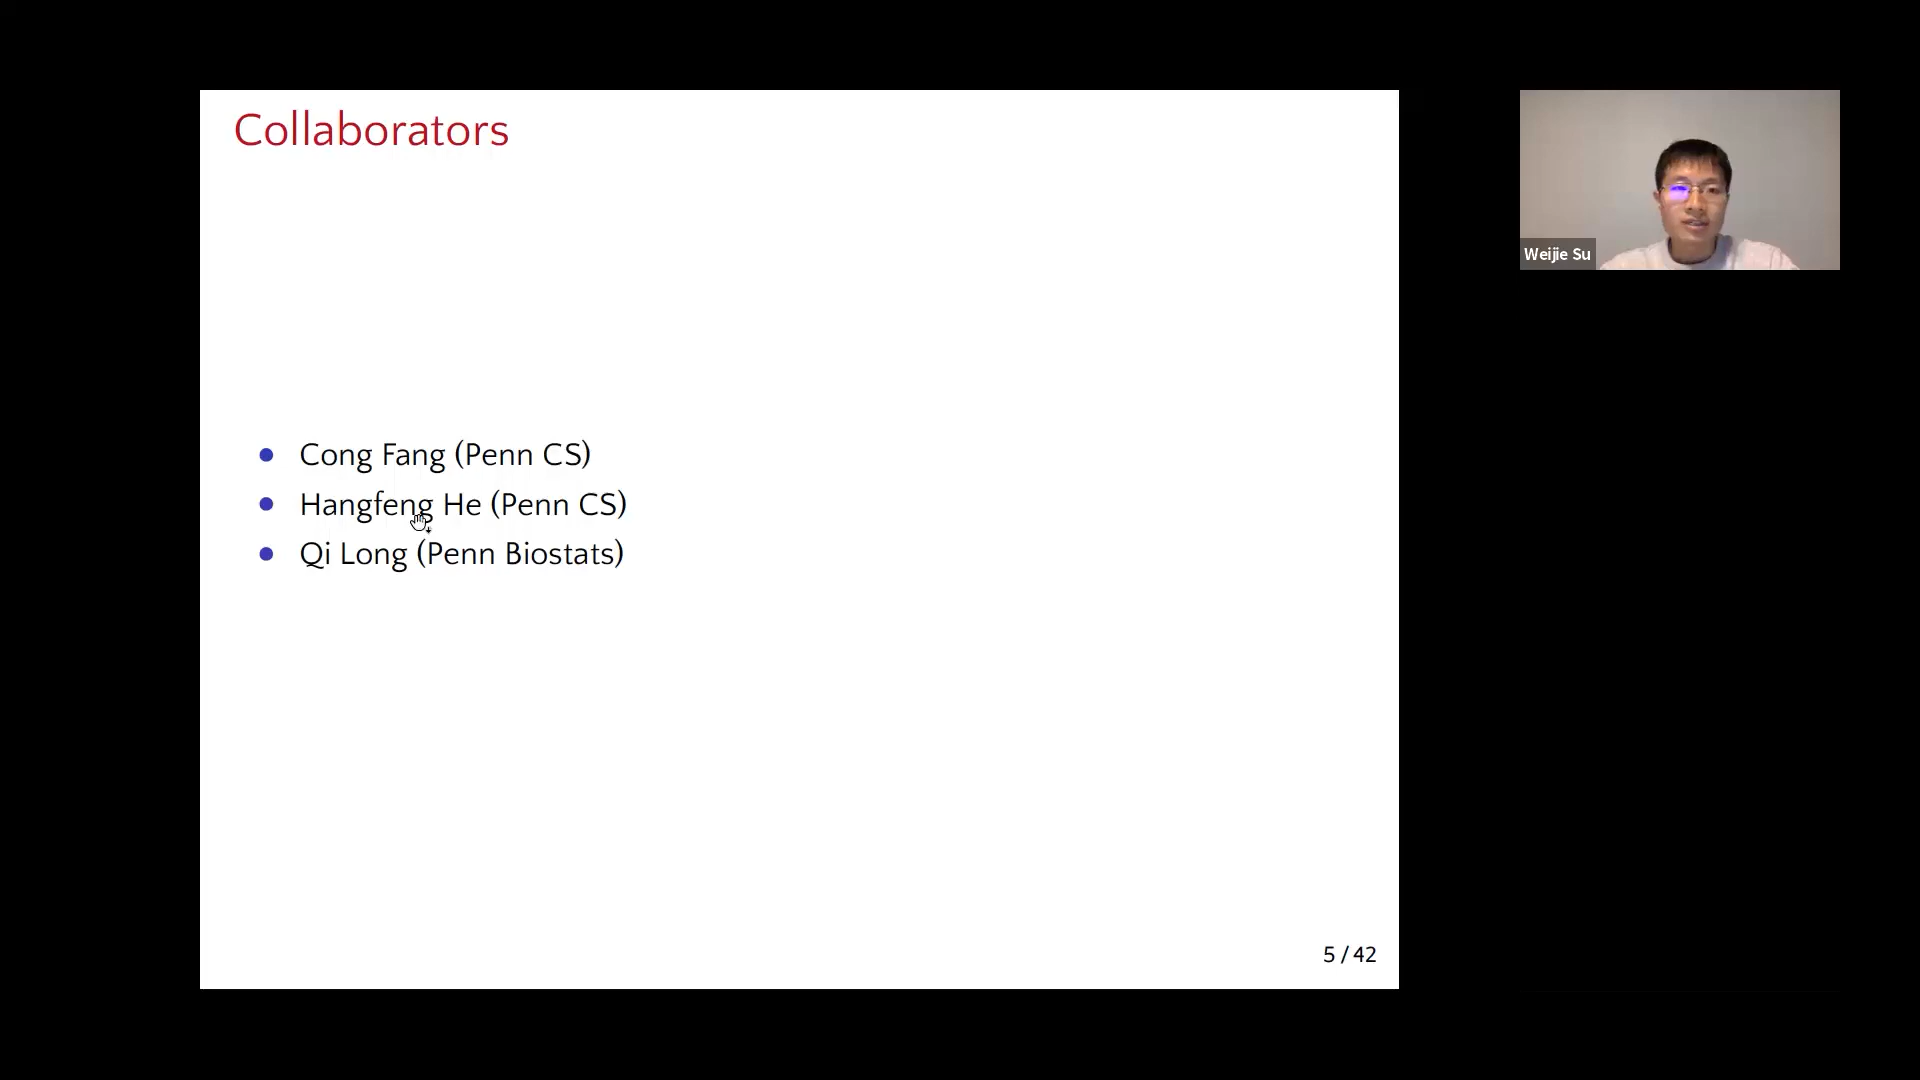 Collaborators
Cong Fang (Penn CS)
Hangfeng He (Penn CS)
Qi Long (Penn Biostats)
5 / 42
Weijie Su